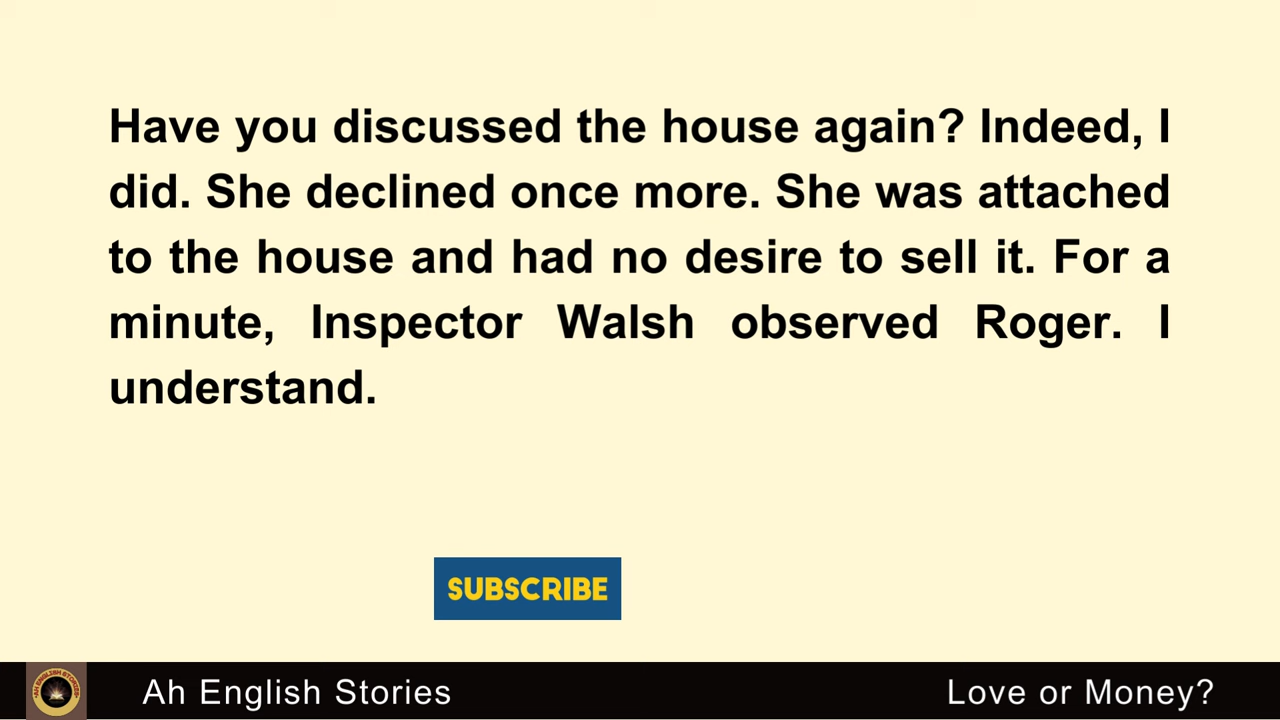 Have you discussed the house again? Indeed, I
did. She declined once more. She was attached
to the house and had no desire to sell it. For a
minute, Inspector Walsh observed Roger. I
understand.
SUBSCRIBE
Ah English Stories
Love or Money?